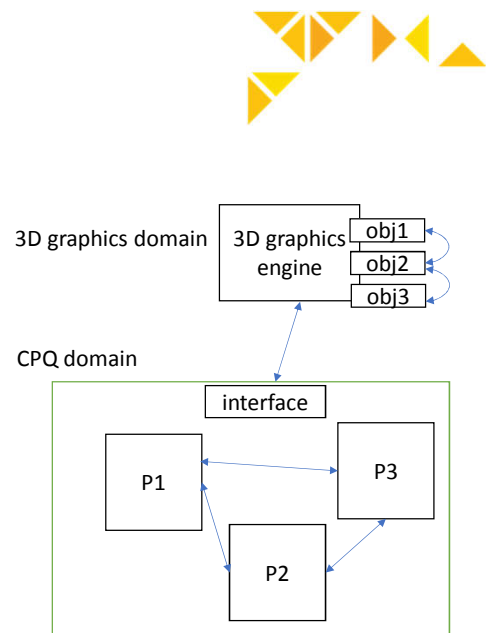 3D graphics domain
3D graphics
engine
obj1
obj2
obj3
CPQ domain
interface
P1
P3
P2